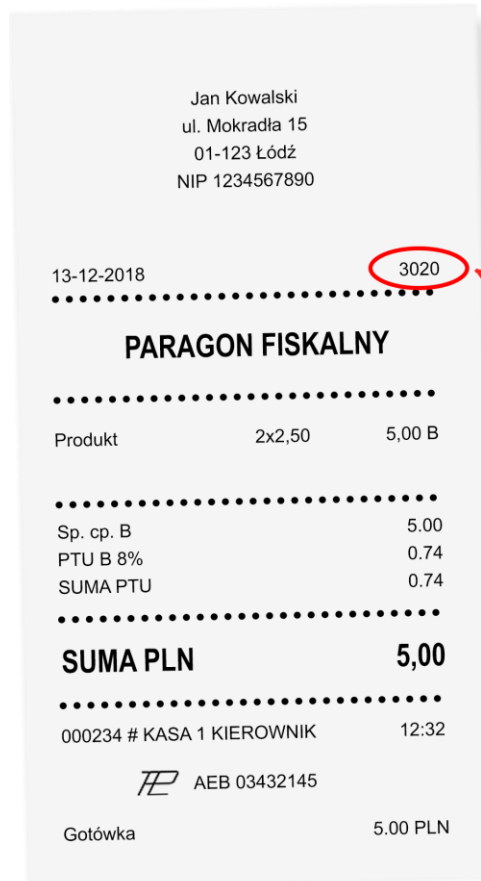 Jan Kowalski
ul. Mokradła 15
01-123 Łódź
NIP 1234567890
13-12-2018 3020
PARAGON FISKALNY
Produkt 2x2,50 5,00 B
Sp. cp. B 5.00
PTU B 8% 0.74
SUMA PTU 0.74
SUMA PLN 5,00
000234 # KASA 1 KIEROWNIK 12:32
AEB 03432145
Gotówka 5.00 PLN